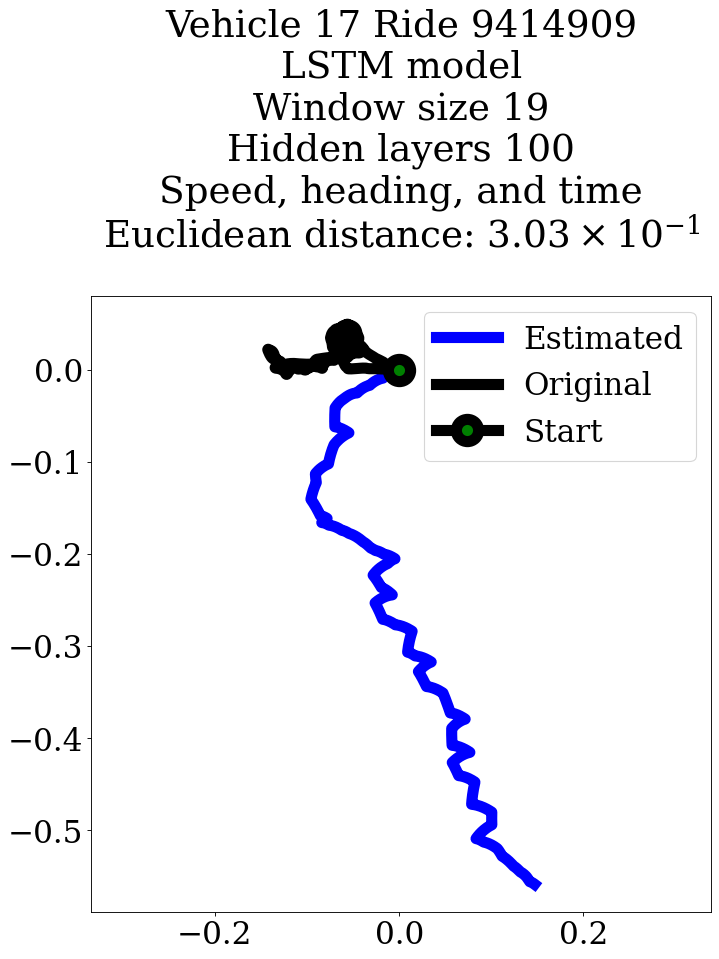 Vehicle 17 Ride 9414909
LSTM model
Window size 19
Hidden layers 100
Speed, heading, and time
Euclidean distance: 3.03 × 10⁻¹
Estimated
Original
Start
0.0
−0.1
−0.2
−0.3
−0.4
−0.5
−0.2
0.0
0.2